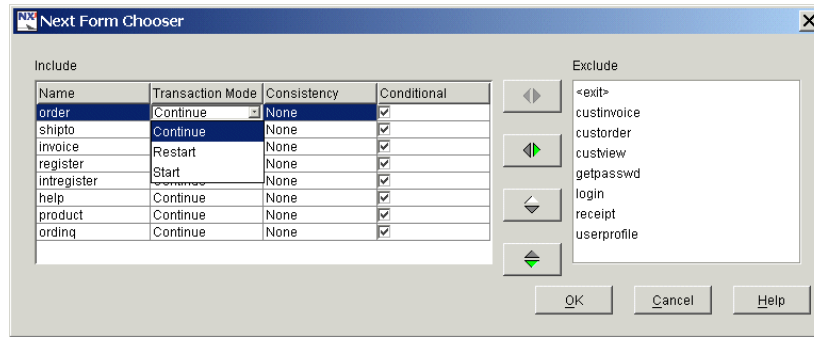 NX Next Form Chooser
Include
Exclude
Name Transaction Mode Consistency Conditional
order Continue None
shipto None
invoice None
register None
intregister Continue None
help Continue None
product Continue None
ordinq Continue None
Continue
Restart
Start
<exit>
custinvoice
custorder
custview
getpasswd
login
receipt
userprofile
OK Cancel Help